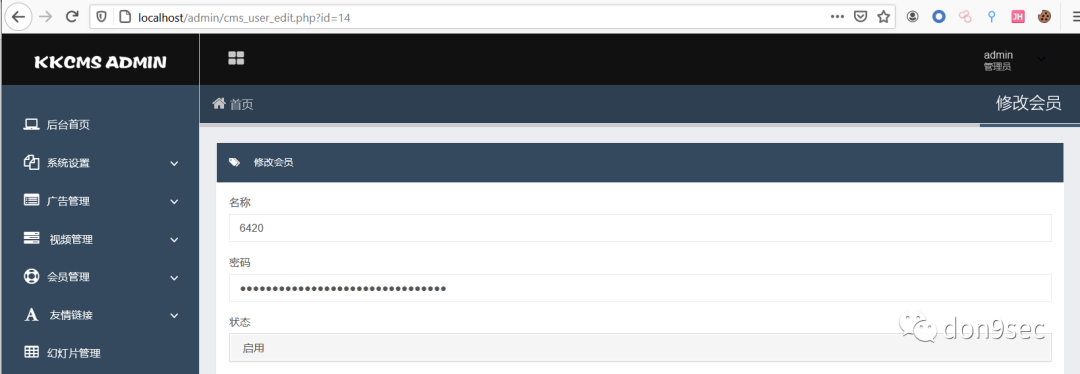 localhost/admin/cms_user_edit.php?id=14
JH
KKCMS ADMIN
admin
管理员
首页
修改会员
后台首页
系统设置
广告管理
视频管理
会员管理
友情链接
幻灯片管理
修改会员
名称
6420
密码
••••••••••••••••••••••••••••••••
状态
启用
don9sec